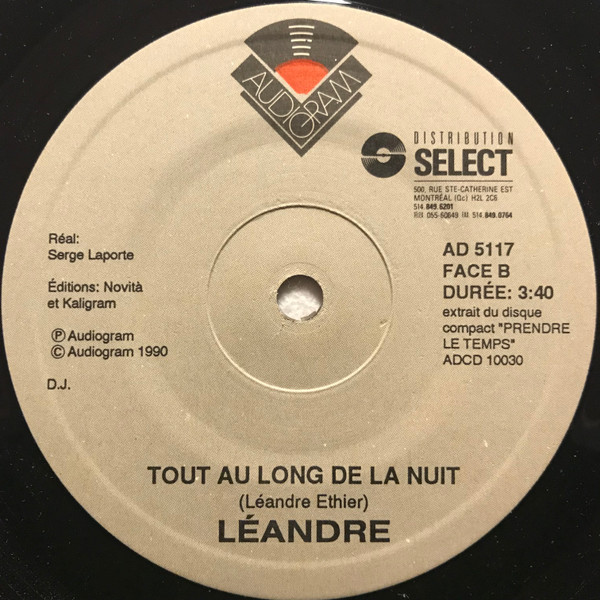 AUDIOGRAM
DISTRIBUTION
SELECT
500, RUE STE-CATHERINE EST
MONTRÉAL (Qc) H2L 2C6
514.849.6201
055-60649 514.849.0764
Réal:
Serge Laporte
Éditions: Novità
et Kaligram
Ⓟ Audiogram
© Audiogram 1990
D.J.
AD 5117
FACE B
DURÉE: 3:40
extrait du disque
compact "PRENDRE
LE TEMPS"
ADCD 10030
TOUT AU LONG DE LA NUIT
(Léandre Ethier)
LÉANDRE